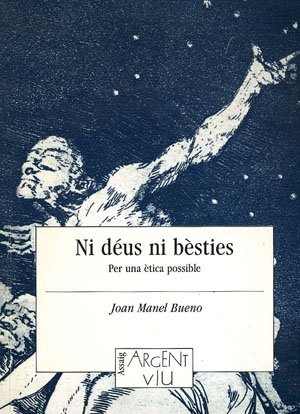 Ni déus ni bèsties
Per una ètica possible
Joan Manel Bueno
Assaig
ARGENT
VIU